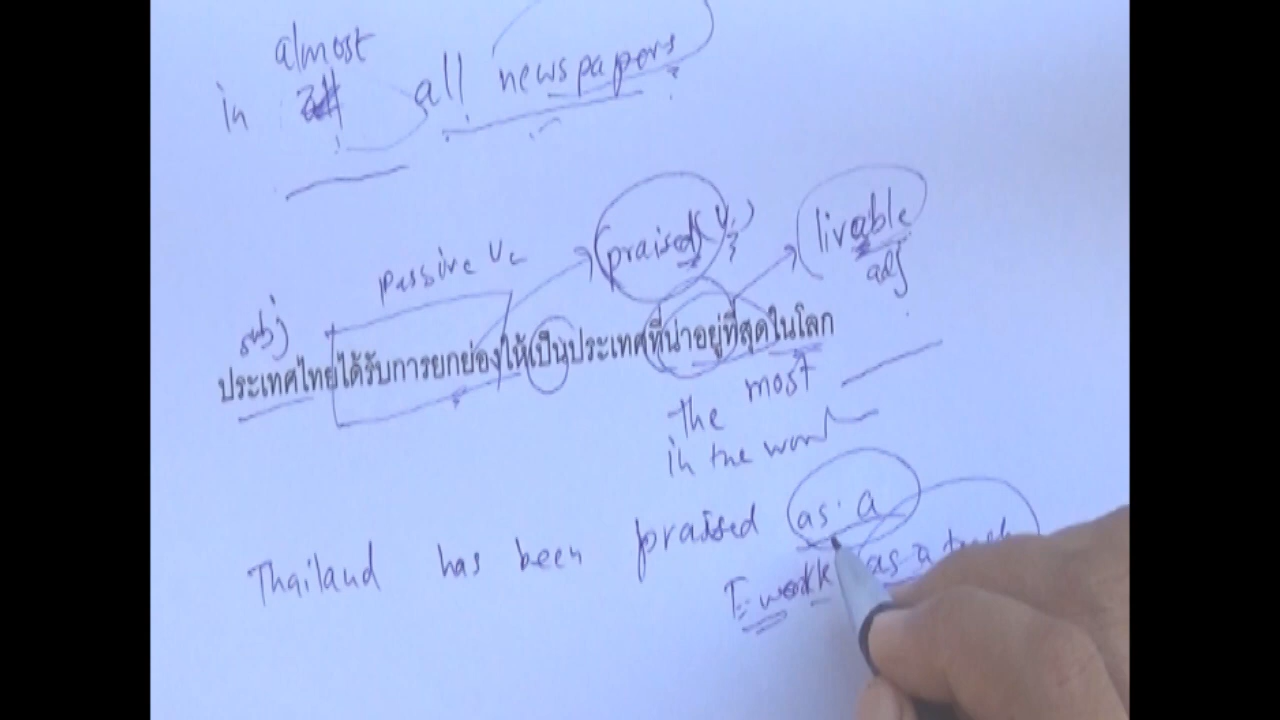 almost
in all newspapers
praised (V.3)
livable
passive
adj
subj
ประเทศไทยได้รับการยกย่องให้เป็นประเทศที่น่าอยู่ที่สุดในโลก
the most
in the
Thailand has been praised as a
I work as a